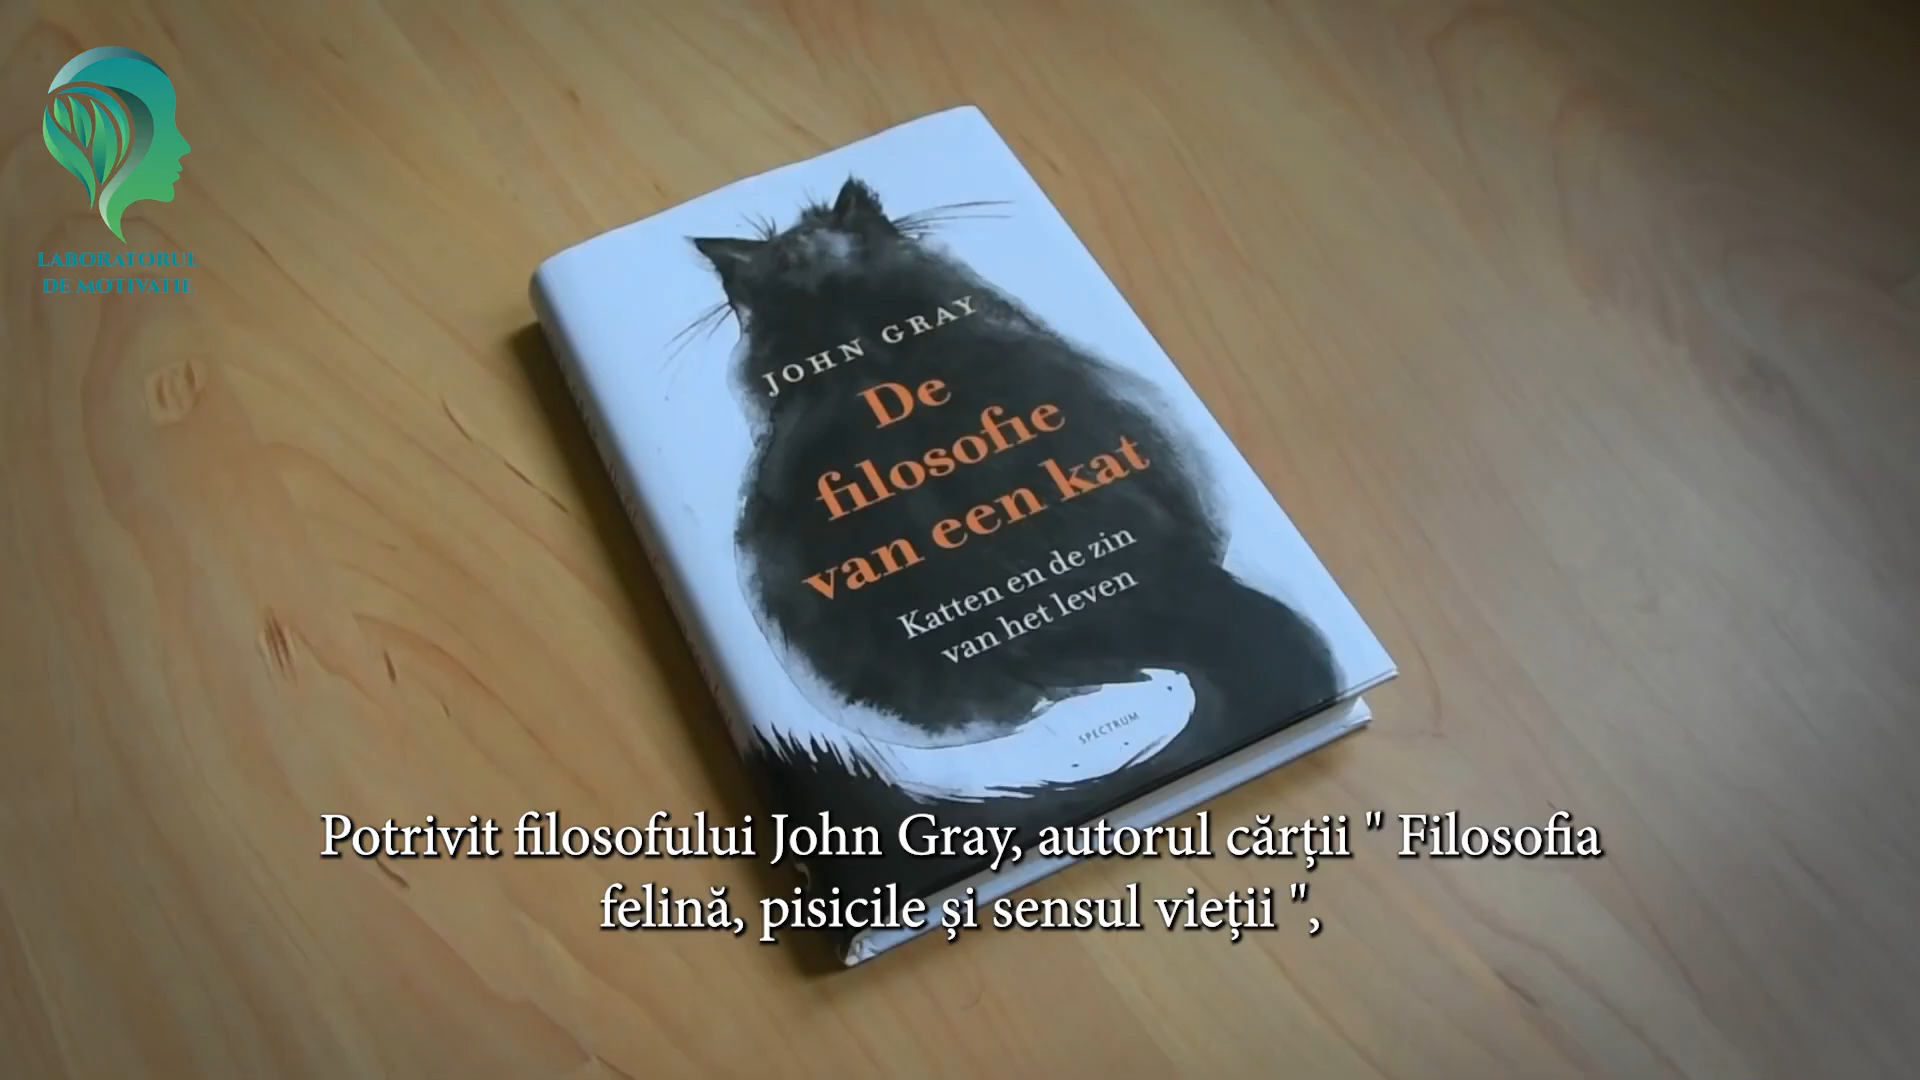 LABORATORUL
DE MOTIVATIE
JOHN GRAY
De
filosofie
van een kat
Katten en de zin
van het leven
SPECTRUM
Potrivit filosofului John Gray, autorul cărții " Filosofia
felină, pisicile și sensul vieții ",